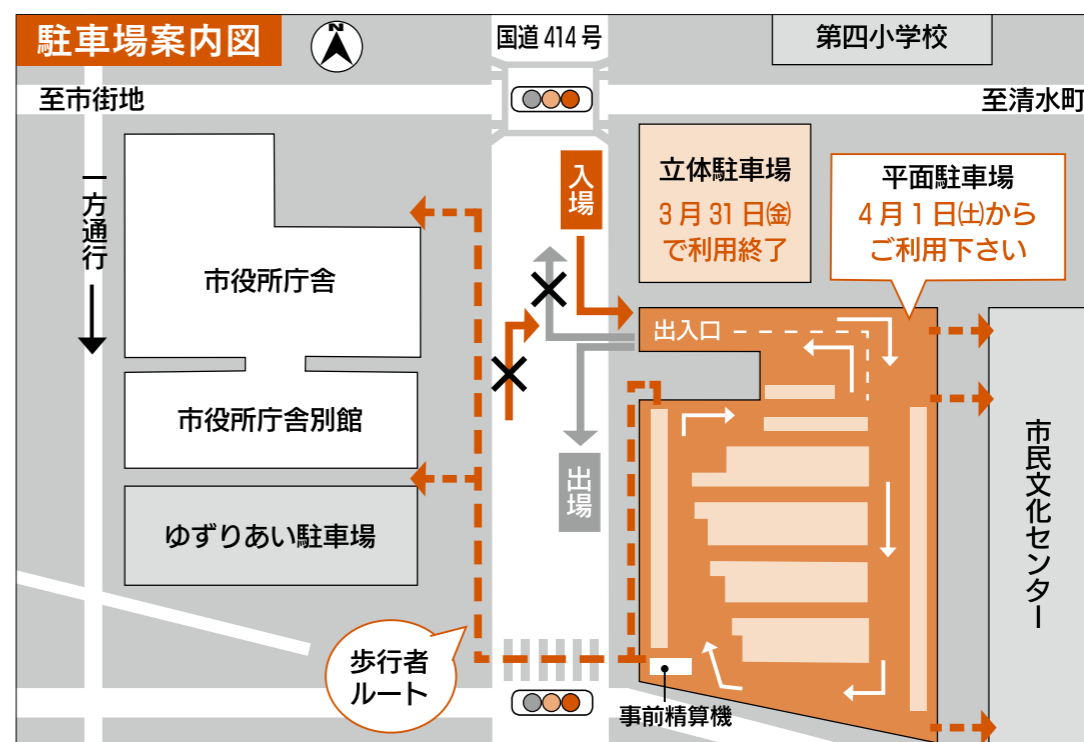 駐車場案内図
N
国道414号
第四小学校
至市街地
至清水町
一方通行
入場
立体駐車場
3月31日㈮
で利用終了
平面駐車場
4月1日㈯から
ご利用下さい
市役所庁舎
出入口
市役所庁舎別館
出場
市民文化センター
ゆずりあい駐車場
歩行者
ルート
事前精算機